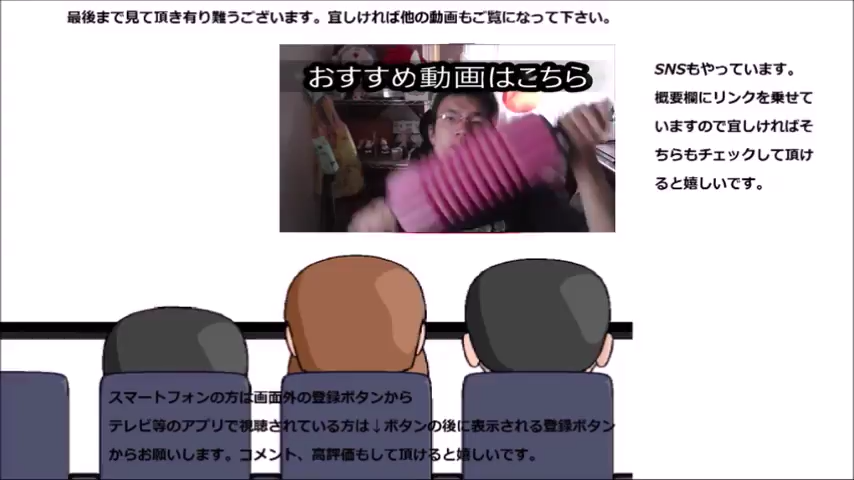 最後まで見て頂き有り難うございます。宜しければ他の動画もご覧になって下さい。
おすすめ動画はこちら
SNSもやっています。
概要欄にリンクを乗せて
いますので宜しければそ
ちらもチェックして頂け
ると嬉しいです。
スマートフォンの方は画面外の登録ボタンから
テレビ等のアプリで視聴されている方は↓ボタンの後に表示される登録ボタン
からお願いします。コメント、高評価もして頂けると嬉しいです。